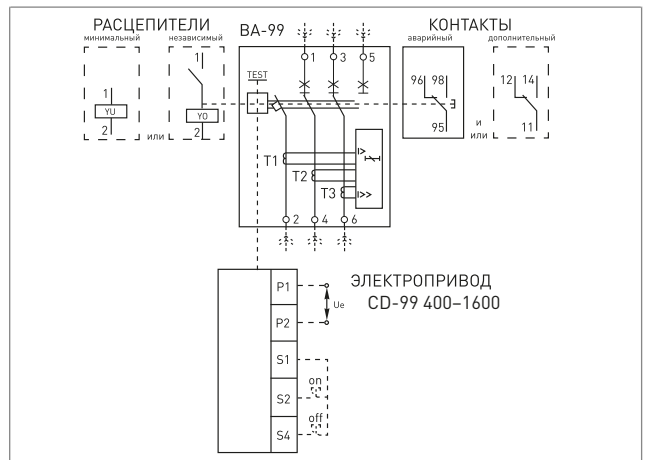 РАСЦЕПИТЕЛИ
минимальный
независимый
ВА-99
КОНТАКТЫ
аварийный
дополнительный
1
3
5
TEST
1
YU
2
или
1
YO
2
96
98
95
и
или
12
14
11
T1
T2
T3
I>
I>>
2
4
6
P1
P2
S1
S2
S4
Ue
on
off
ЭЛЕКТРОПРИВОД
CD-99 400–1600